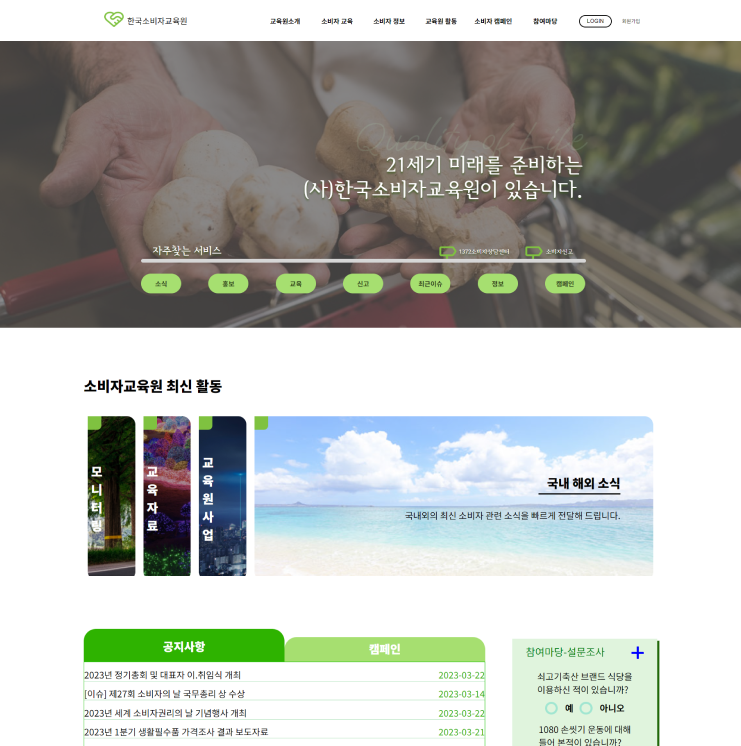 한국소비자교육원
교육원소개 소비자 교육 소비자 정보 교육원 활동 소비자 캠페인 참여마당 LOGIN 회원가입
Quality of Life
21세기 미래를 준비하는
(사)한국소비자교육원이 있습니다.
자주찾는 서비스 1372소비자상담센터 소비자신고
소식 홍보 교육 신고 최근이슈 정보 캠페인
소비자교육원 최신 활동
모니터링
교육자료
교육원사업
국내 해외 소식
국내외의 최신 소비자 관련 소식을 빠르게 전달해 드립니다.
공지사항 캠페인
2023년 정기총회 및 대표자 이,취임식 개최 2023-03-22
[이슈] 제27회 소비자의 날 국무총리 상 수상 2023-03-14
2023년 세계 소비자권리의 날 기념행사 개최 2023-03-22
2023년 1분기 생활필수품 가격조사 결과 보도자료 2023-03-21
참여마당-설문조사
쇠고기축산 브랜드 식당을
이용하신 적이 있습니까?
예 아니오
1080 손씻기 운동에 대해
들어 본적이 있습니까?